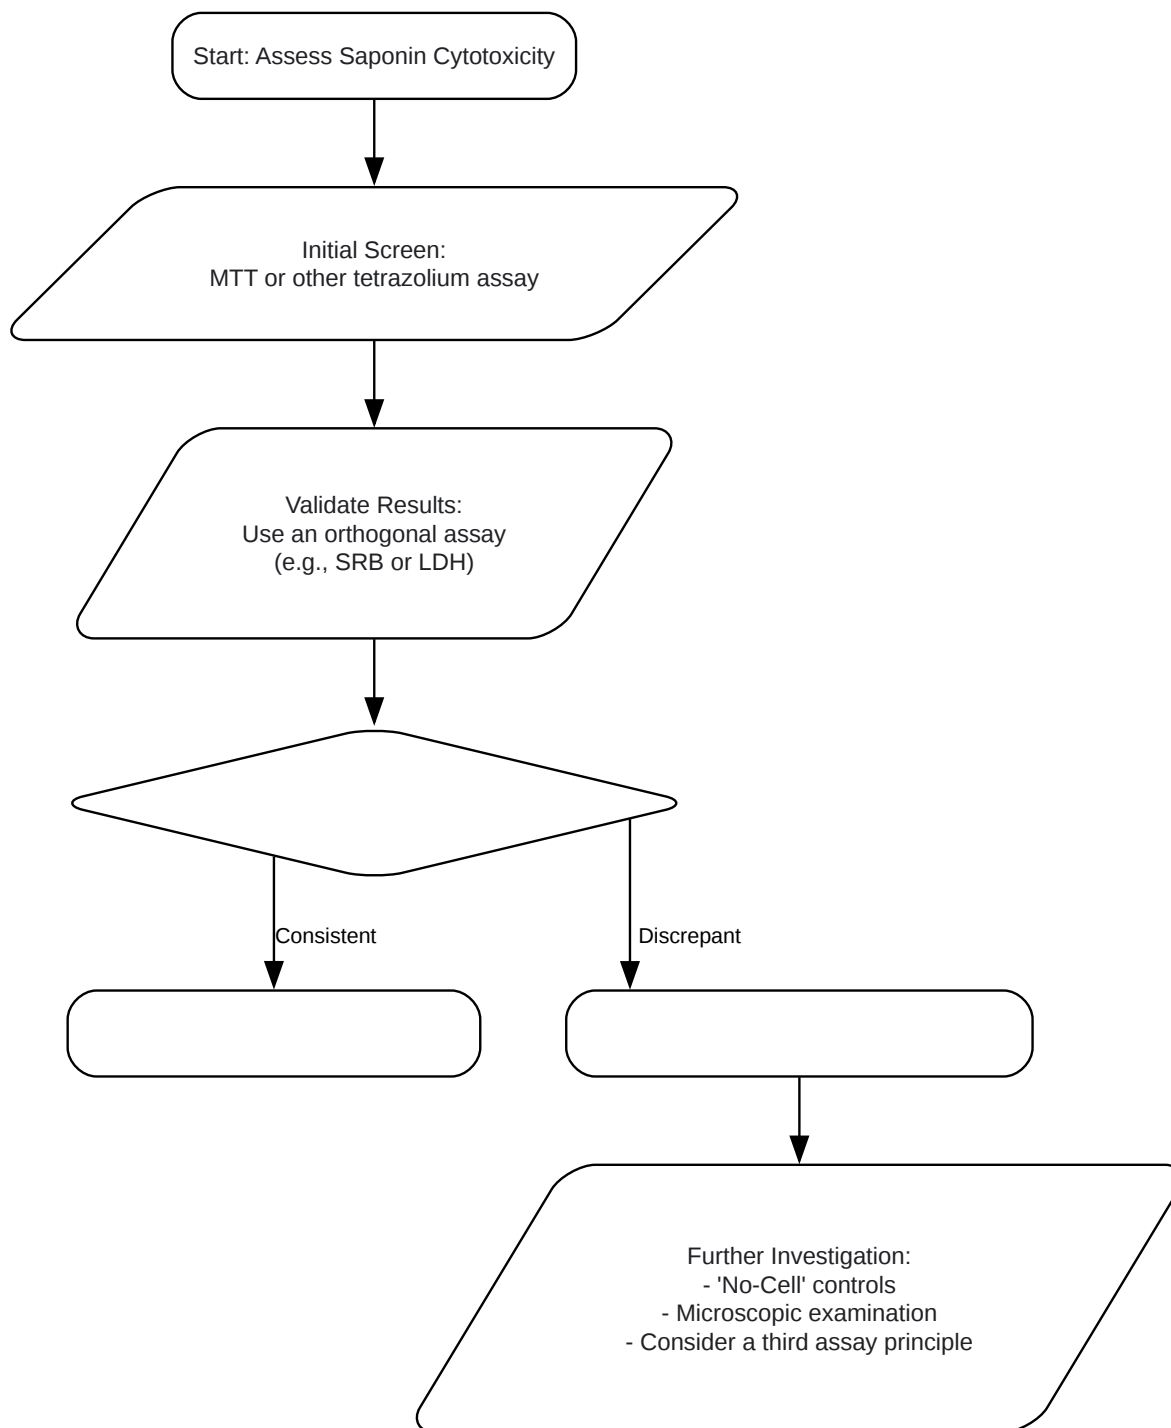 Start: Assess Saponin Cytotoxicity
Initial Screen:
MTT or other tetrazolium assay
Validate Results:
Use an orthogonal assay
(e.g., SRB or LDH)
Consistent
Discrepant
Further Investigation:
- 'No-Cell' controls
- Microscopic examination
- Consider a third assay principle